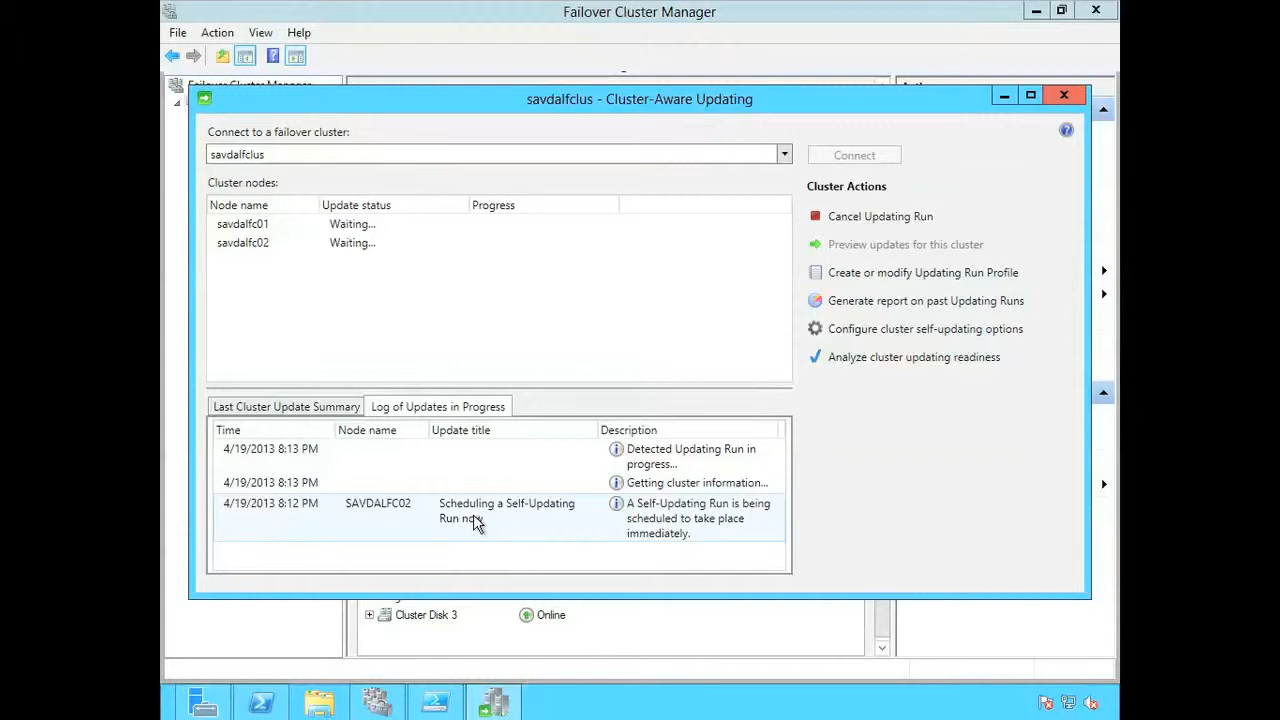 Failover Cluster Manager
File Action View Help
Failover Cluster Manager
savdalfclus - Cluster-Aware Updating
Connect to a failover cluster:
savdalfclus
Connect
Cluster nodes:
Node name Update status Progress
savdalfc01 Waiting...
savdalfc02 Waiting...
Cluster Actions
Cancel Updating Run
Preview updates for this cluster
Create or modify Updating Run Profile
Generate report on past Updating Runs
Configure cluster self-updating options
Analyze cluster updating readiness
Last Cluster Update Summary Log of Updates in Progress
Time Node name Update title Description
4/19/2013 8:13 PM Detected Updating Run in
progress...
4/19/2013 8:13 PM Getting cluster information...
4/19/2013 8:12 PM SAVDALFC02 Scheduling a Self-Updating A Self-Updating Run is being
Run now scheduled to take place
immediately.
Cluster Disk 3 Online